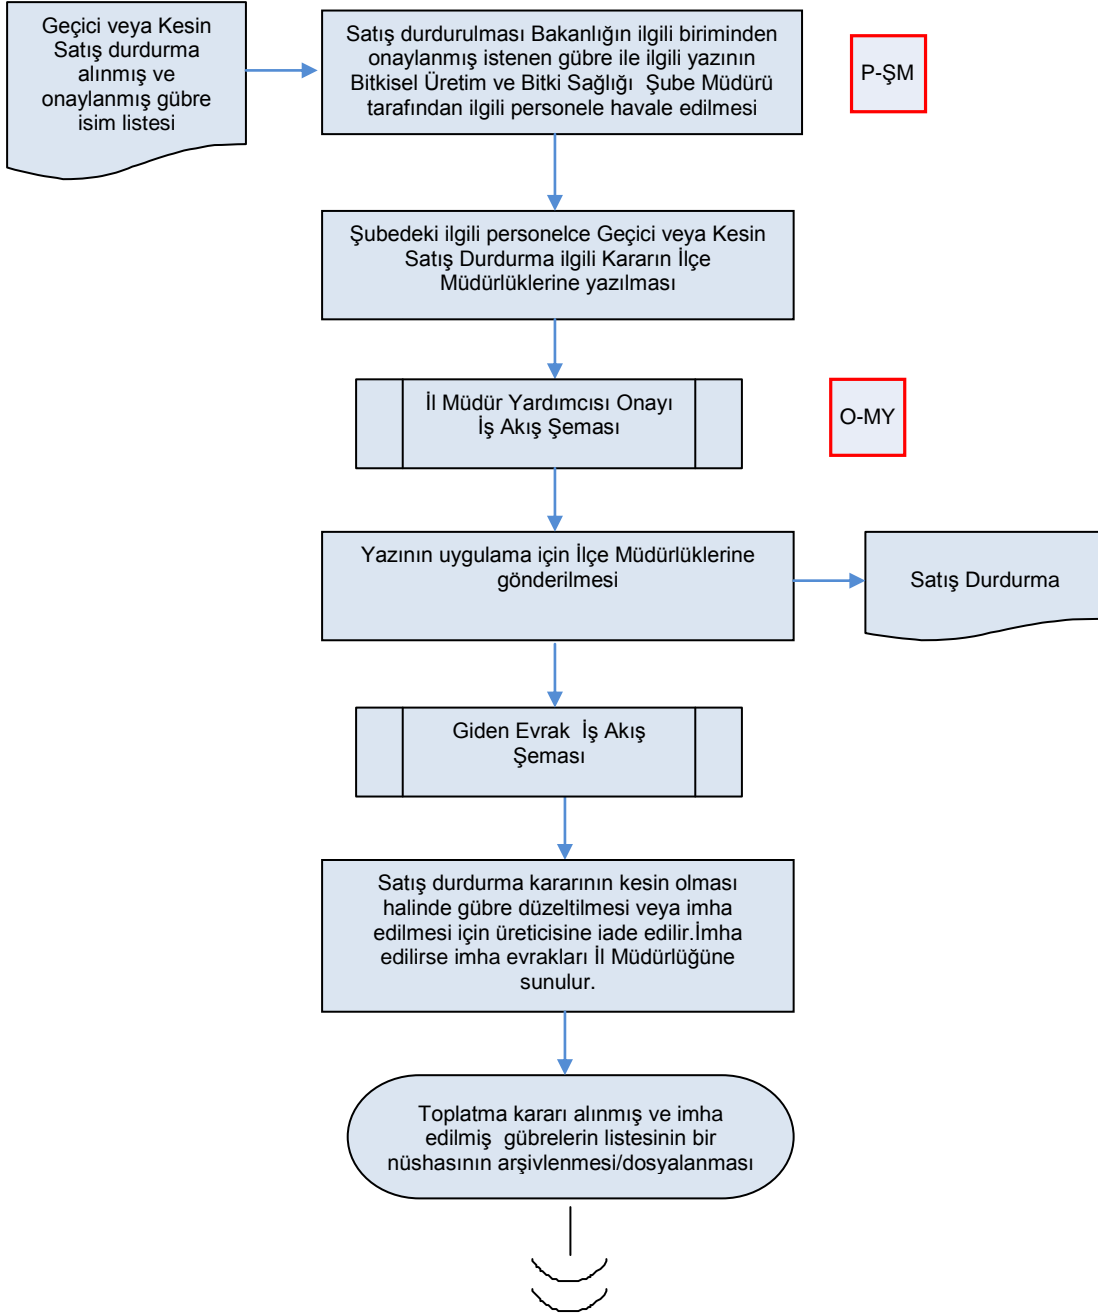 Geçici veya Kesin
Satış durdurma
alınmış ve
onaylanmış gübre
isim listesi
Satış durdurulması Bakanlığın ilgili biriminden
onaylanmış istenen gübre ile ilgili yazının
Bitkisel Üretim ve Bitki Sağlığı Şube Müdürü
tarafından ilgili personele havale edilmesi
P-ŞM
Şubedeki ilgili personelce Geçici veya Kesin
Satış Durdurma ilgili Kararın İlçe
Müdürlüklerine yazılması
İl Müdür Yardımcısı Onayı
İş Akış Şeması
O-MY
Yazının uygulama için İlçe Müdürlüklerine
gönderilmesi
Satış Durdurma
Giden Evrak İş Akış
Şeması
Satış durdurma kararının kesin olması
halinde gübre düzeltilmesi veya imha
edilmesi için üreticisine iade edilir.İmha
edilirse imha evrakları İl Müdürlüğüne
sunulur.
Toplatma kararı alınmış ve imha
edilmiş gübrelerin listesinin bir
nüshasının arşivlenmesi/dosyalanması